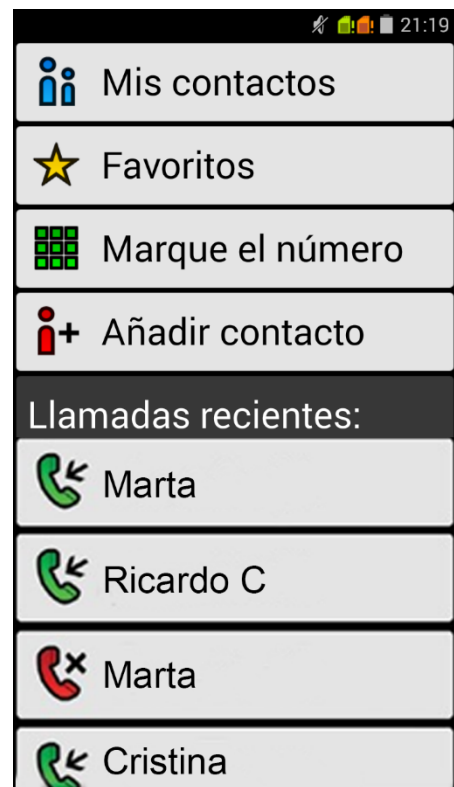 21:19
Mis contactos
Favoritos
Marque el número
Añadir contacto
Llamadas recientes:
Marta
Ricardo C
Marta
Cristina